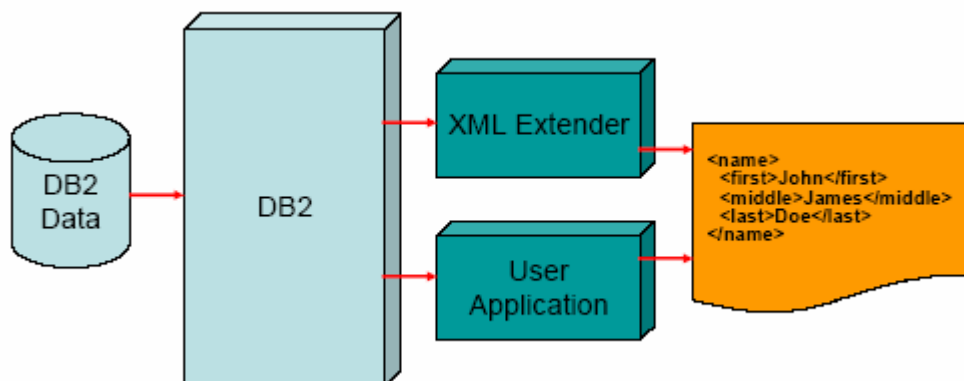 DB2
Data
DB2
XML Extender
User
Application
<name>
<first>John</first>
<middle>James</middle>
<last>Doe</last>
</name>